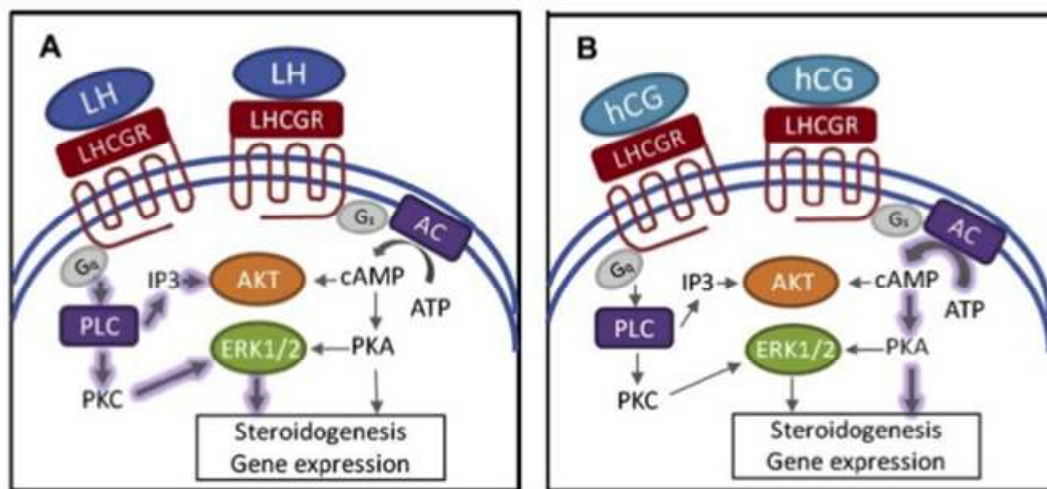 A
LH
LH
LHCGR
LHCGR
Gs
AC
Gq
IP3
AKT
cAMP
ATP
PLC
ERK1/2
PKA
PKC
Steroidogenesis
Gene expression
B
hCG
hCG
LHCGR
LHCGR
Gs
AC
Gq
IP3
AKT
cAMP
ATP
PLC
ERK1/2
PKA
PKC
Steroidogenesis
Gene expression